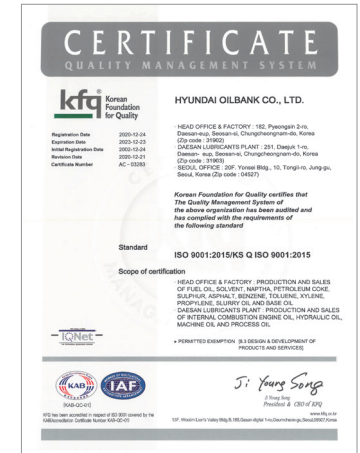 CERTIFICATE
QUALITY MANAGEMENT SYSTEM
kfq Korean Foundation for Quality
HYUNDAI OILBANK CO., LTD.
Registration Date 2020-12-24
Expiration Date 2023-12-23
Initial Registration Date 2002-12-24
Revision Date 2020-12-21
Certificate Number AC - 03293
· HEAD OFFICE & FACTORY : 182, Pyeongsin 2-ro,
Daesan-eup, Seosan-si, Chungcheongnam-do, Korea
(Zip code : 31902)
· DAESAN LUBRICANTS PLANT : 251, Daejuk 1-ro,
Daesan- eup, Seosan-si, Chungcheongnam-do, Korea
(Zip code : 31903)
· SEOUL OFFICE : 20F, Yonsei Bldg., 10, Tongil-ro, Jung-gu,
Seoul, Korea (Zip code : 04527)
Korean Foundation for Quality certifies that
The Quality Management System of
the above organization has been audited and
has complied with the requirements of
the following standard
Standard
ISO 9001:2015/KS Q ISO 9001:2015
Scope of certification
· HEAD OFFICE & FACTORY : PRODUCTION AND SALES
OF FUEL OIL, SOLVENT, NAPTHA, PETROLEUM COKE,
SULPHUR, ASPHALT, BENZENE, TOLUENE, XYLENE,
PROPYLENE, SLURRY OIL AND BASE OIL
· DAESAN LUBRICANTS PLANT : PRODUCTION AND SALES
OF INTERNAL COMBUSTION ENGINE OIL, HYDRAULIC OIL,
MACHINE OIL AND PROCESS OIL
▸ PERMITTED EXEMPTION [8.3 DESIGN & DEVELOPMENT OF
PRODUCTS AND SERVICES]
IQNet
KAB
IAF
[KAB-QC-01]
Ji Young Song
Ji Young Song
President & CEO of KFQ
www.kfq.or.kr